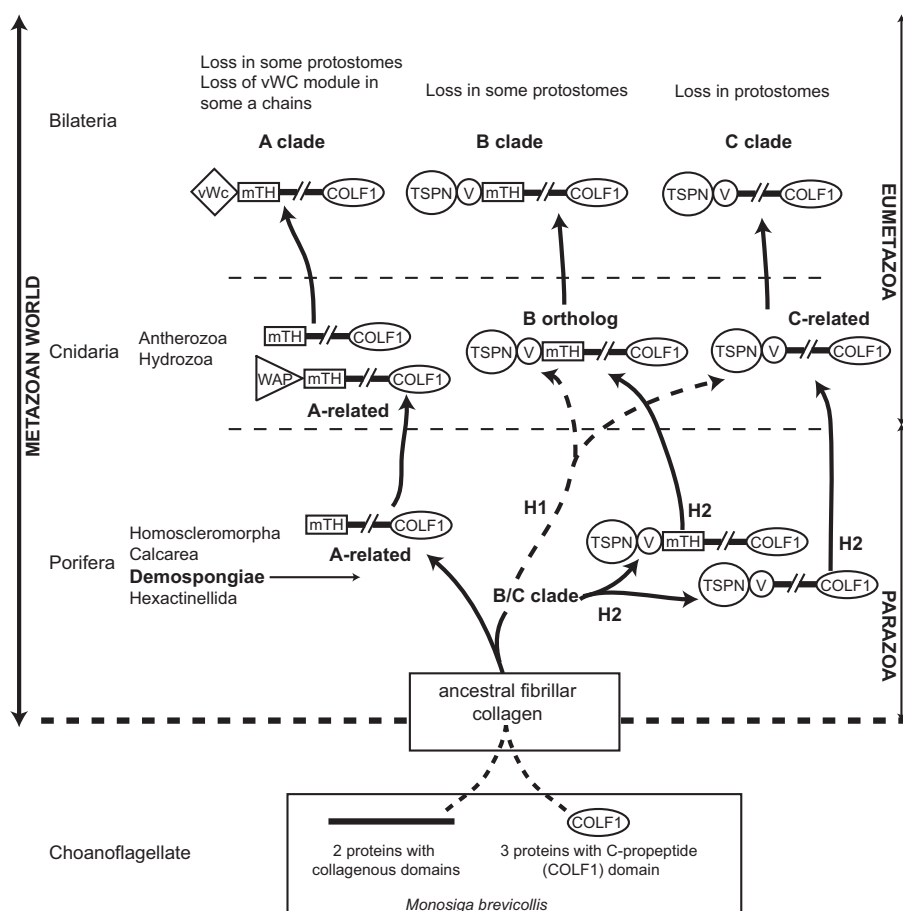 Loss in some protostomes
Loss of vWC module in
some a chains
Loss in some protostomes
Loss in protostomes
Bilateria
A clade
B clade
C clade
vWc
mTH
COLF1
TSPN
V
mTH
COLF1
TSPN
V
COLF1
METAZOAN WORLD
EUMETAZOA
B ortholog
C-related
Cnidaria
Antherozoa
Hydrozoa
mTH
COLF1
TSPN
V
mTH
COLF1
TSPN
V
COLF1
WAP
mTH
COLF1
A-related
H1
H2
H2
mTH
COLF1
A-related
Porifera
Homoscleromorpha
Calcarea
Demospongiae
Hexactinellida
TSPN
V
mTH
COLF1
TSPN
V
COLF1
B/C clade
H2
PARAZOA
ancestral fibrillar
collagen
Choanoflagellate
COLF1
2 proteins with
collagenous domains
3 proteins with C-propeptide
(COLF1) domain
Monosiga brevicollis